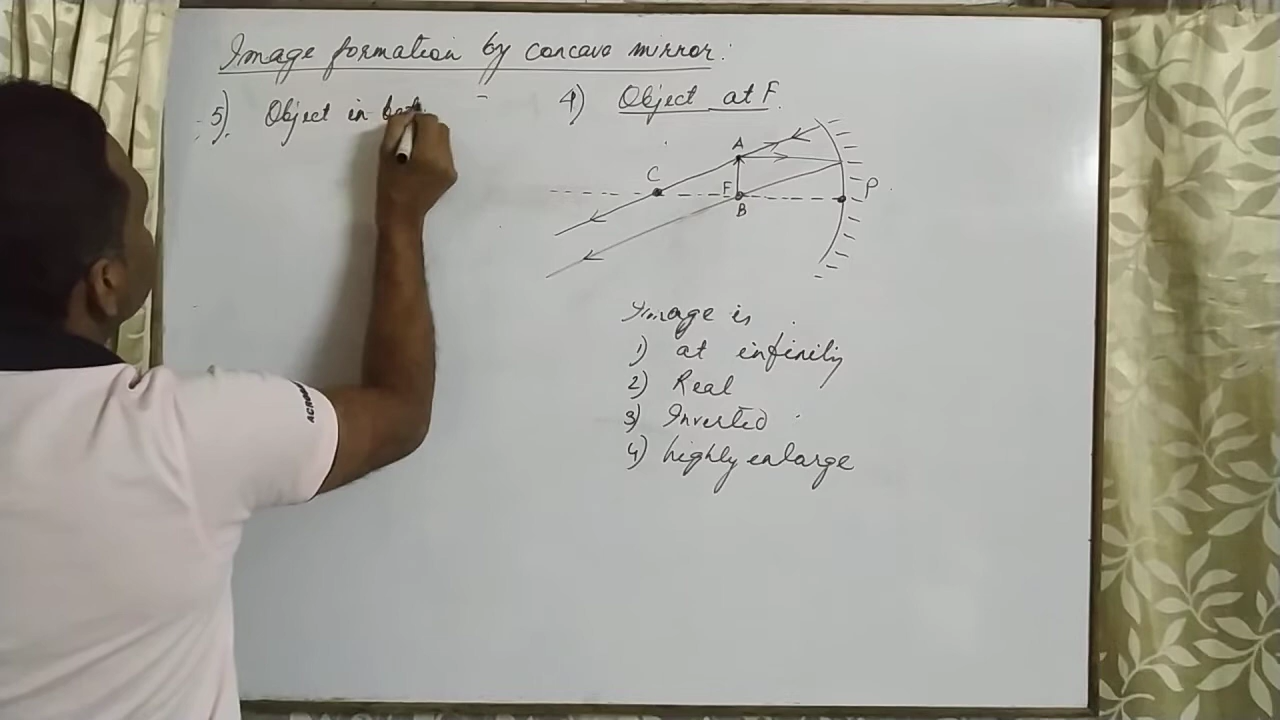 Image formation by concave mirror:
5). Object in bet
4) Object at F.
A
C
F
P
B
Image is
1) at infinity
2) Real
3) Inverted
4) highly enlarge